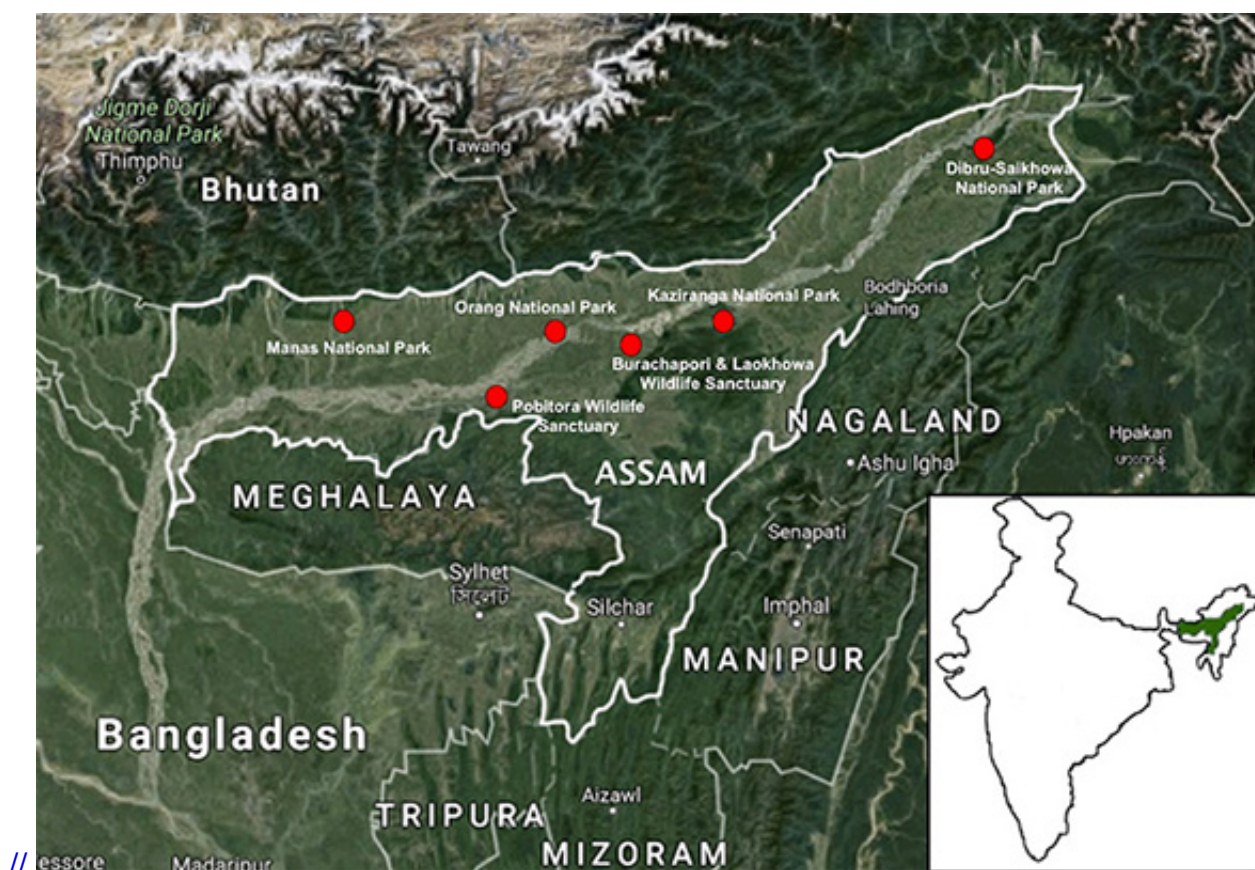 Jigme Dorji
National Park
Thimphu
Tawang
Bhutan
Dibru-Saikhowa
National Park
Bodhboria
Lahing
Kaziranga National Park
Orang National Park
Manas National Park
Burachapori & Laokhowa
Wildlife Sanctuary
Pobitora Wildlife
Sanctuary
NAGALAND
Hpakan
ASSAM
Ashu Igha
MEGHALAYA
Senapati
Sylhet
সিলেট
Silchar
Imphal
MANIPUR
Bangladesh
Aizawl
TRIPURA
MIZORAM
//
essore
Madaripur